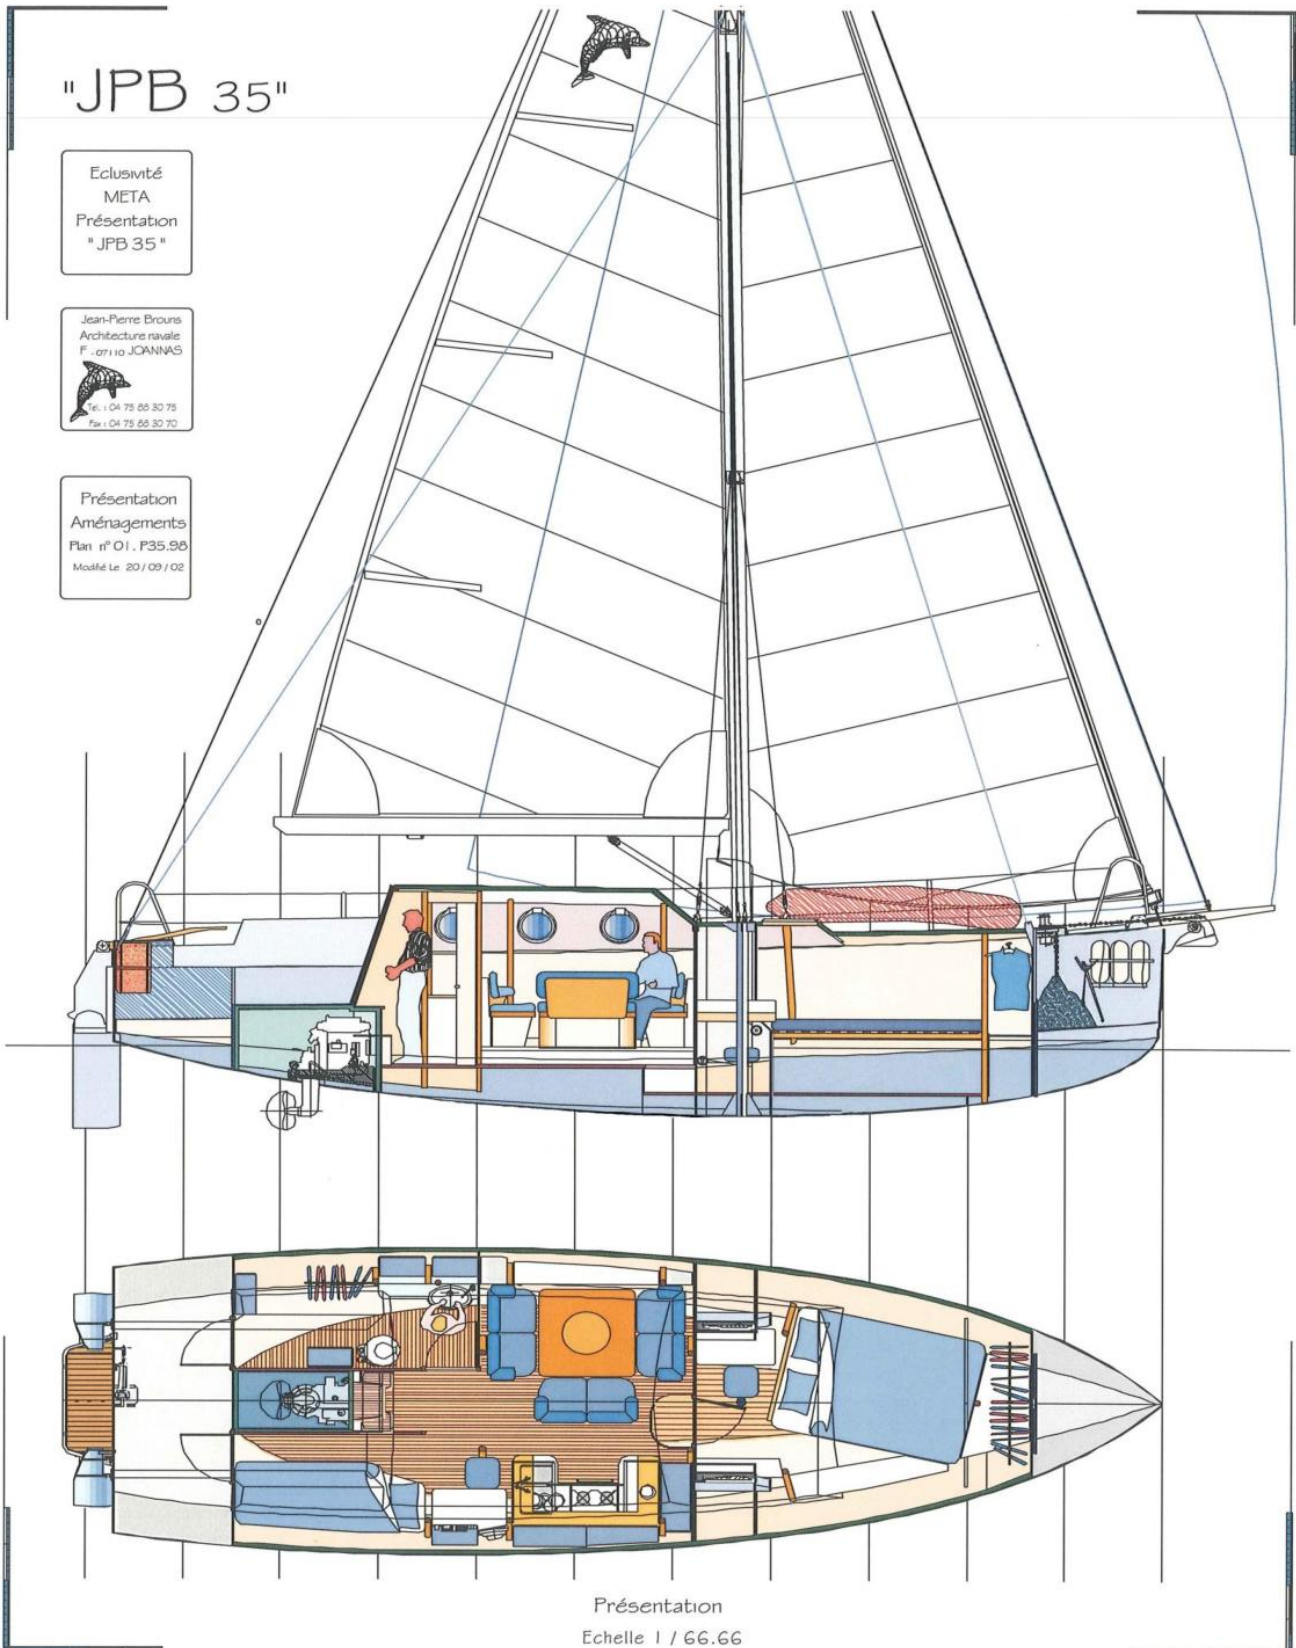 "JPB 35"
Eclusivité
META
Présentation
"JPB 35"
Jean-Pierre Brouns
Architecture navale
F - 07110 JOANNAS
Tel. : 04 75 88 30 75
Fax : 04 75 88 30 70
Présentation
Aménagements
Plan n° 01. P35.98
Modifié Le 20 / 09 / 02
Présentation
Echelle 1 / 66.66